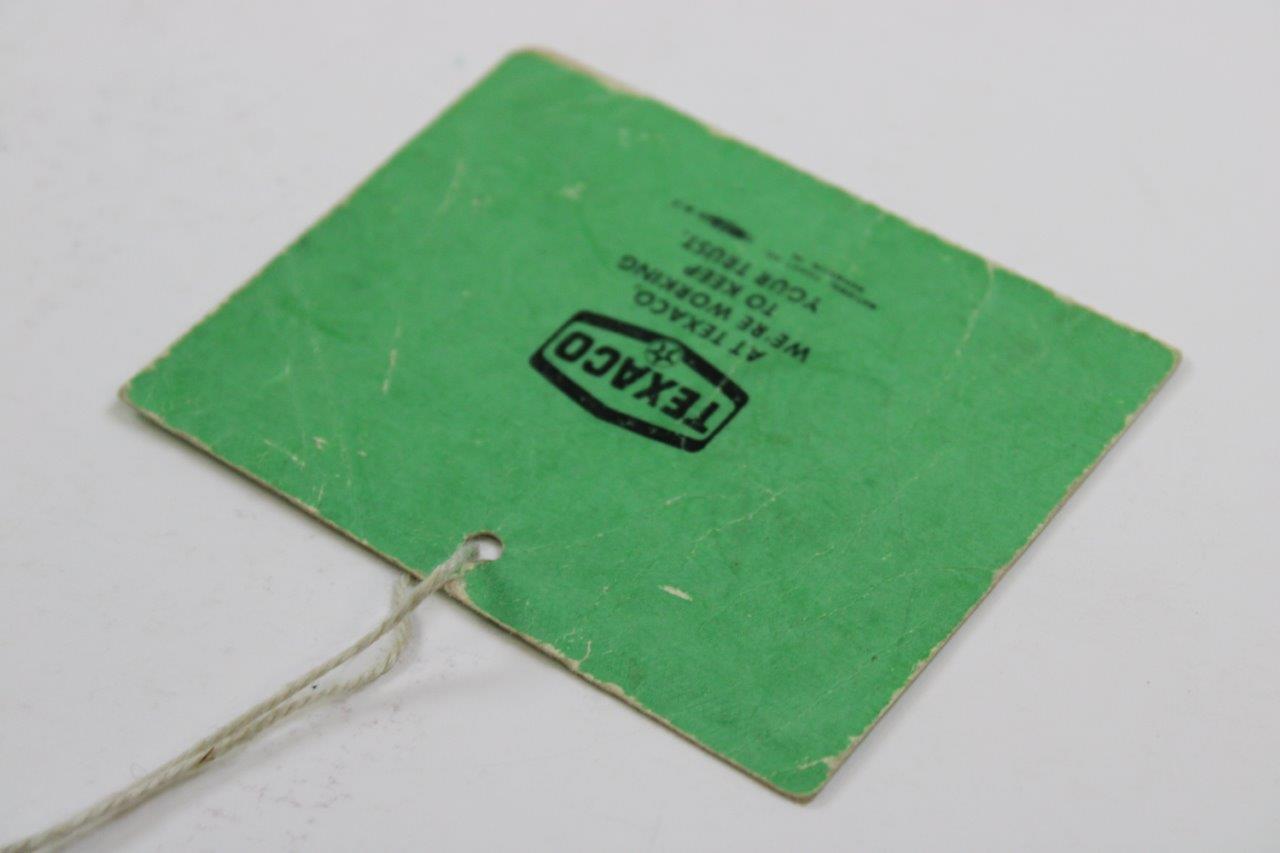 TEXACO
AT TEXACO,
WE'RE WORKING
TO KEEP
YOUR TRUST.